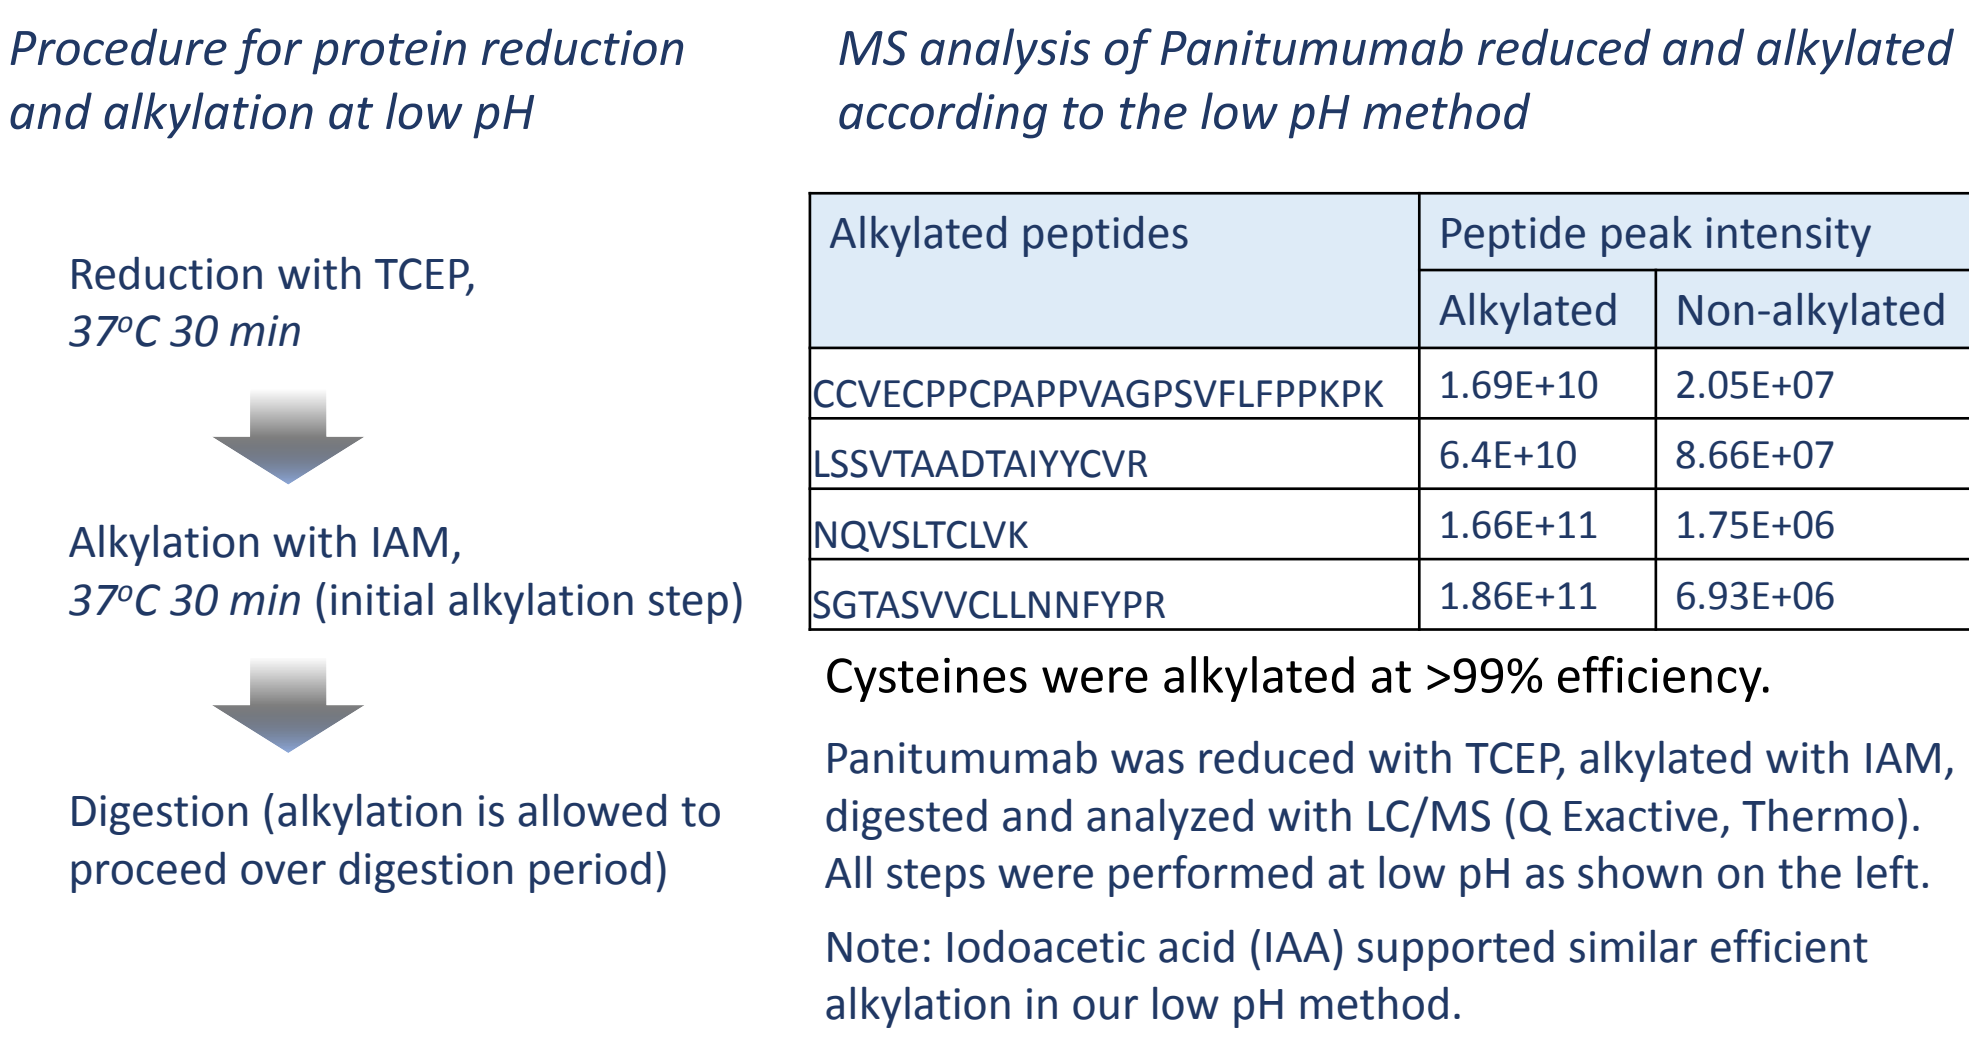 Procedure for protein reduction
and alkylation at low pH
Reduction with TCEP,
37ºC 30 min
Alkylation with IAM,
37ºC 30 min (initial alkylation step)
Digestion (alkylation is allowed to
proceed over digestion period)
MS analysis of Panitumumab reduced and alkylated
according to the low pH method
Alkylated peptides Peptide peak intensity
Alkylated Non-alkylated
CCVECPPCPAPPVAGPSVFLFPPKPK 1.69E+10 2.05E+07
LSSVTAADTAIYYCVR 6.4E+10 8.66E+07
NQVSLTCLVK 1.66E+11 1.75E+06
SGTASVVCLLNNFYPR 1.86E+11 6.93E+06
Cysteines were alkylated at >99% efficiency.
Panitumumab was reduced with TCEP, alkylated with IAM,
digested and analyzed with LC/MS (Q Exactive, Thermo).
All steps were performed at low pH as shown on the left.
Note: Iodoacetic acid (IAA) supported similar efficient
alkylation in our low pH method.